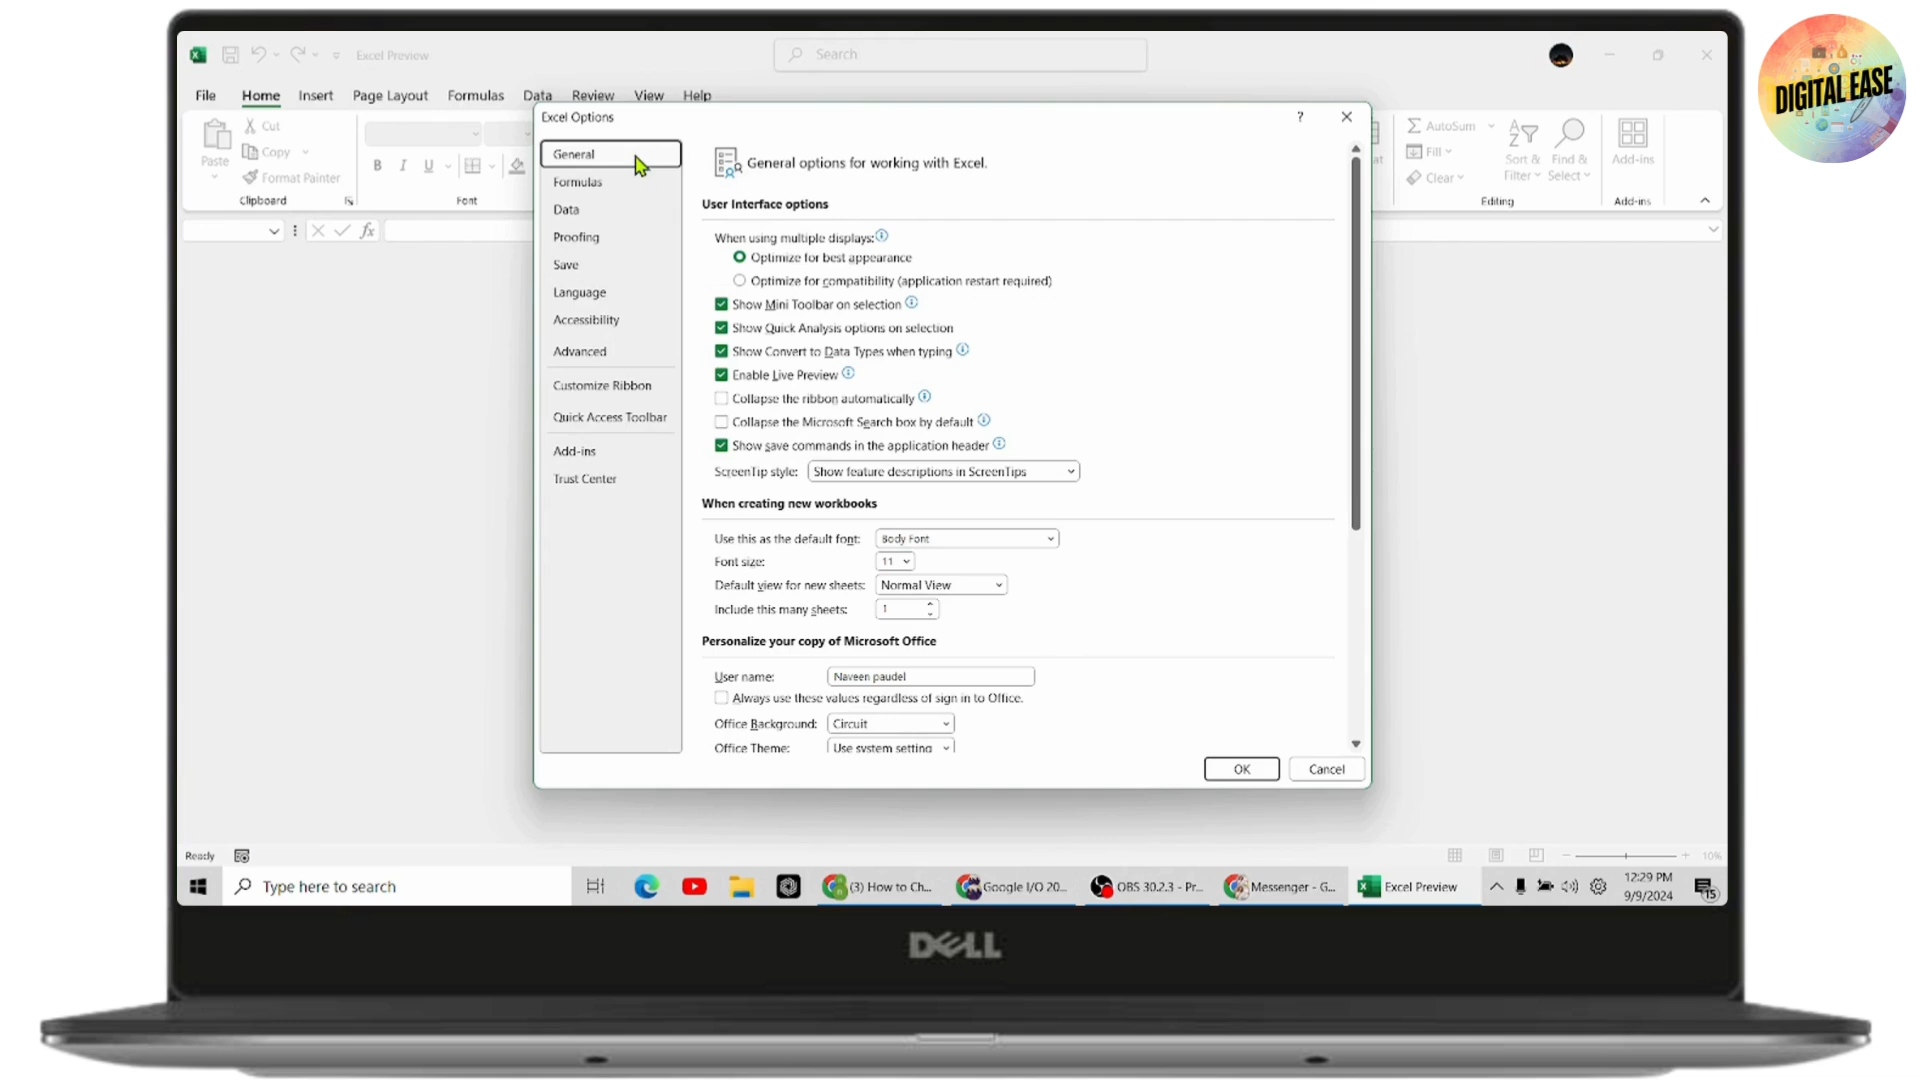 DIGITAL EASE
Excel Preview
Search
File Home Insert Page Layout Formulas Data Review View Help
Paste
Cut
Copy
Format Painter
Clipboard
B I U
Font
AutoSum
Fill
Clear
Sort & Filter
Find & Select
Editing
Add-ins
Add-ins
fx
Excel Options
?
General
Formulas
Data
Proofing
Save
Language
Accessibility
Advanced
Customize Ribbon
Quick Access Toolbar
Add-ins
Trust Center
General options for working with Excel.
User Interface options
When using multiple displays:
Optimize for best appearance
Optimize for compatibility (application restart required)
Show Mini Toolbar on selection
Show Quick Analysis options on selection
Show Convert to Data Types when typing
Enable Live Preview
Collapse the ribbon automatically
Collapse the Microsoft Search box by default
Show save commands in the application header
ScreenTip style: Show feature descriptions in ScreenTips
When creating new workbooks
Use this as the default font: Body Font
Font size: 11
Default view for new sheets: Normal View
Include this many sheets: 1
Personalize your copy of Microsoft Office
User name: Naveen paudel
Always use these values regardless of sign in to Office.
Office Background: Circuit
Office Theme: Use system setting
OK Cancel
Ready
10%
Type here to search
(3) How to Ch...
Google I/O 20...
OBS 30.2.3 - Pr...
Messenger - G...
Excel Preview
12:29 PM
9/9/2024
15
DELL